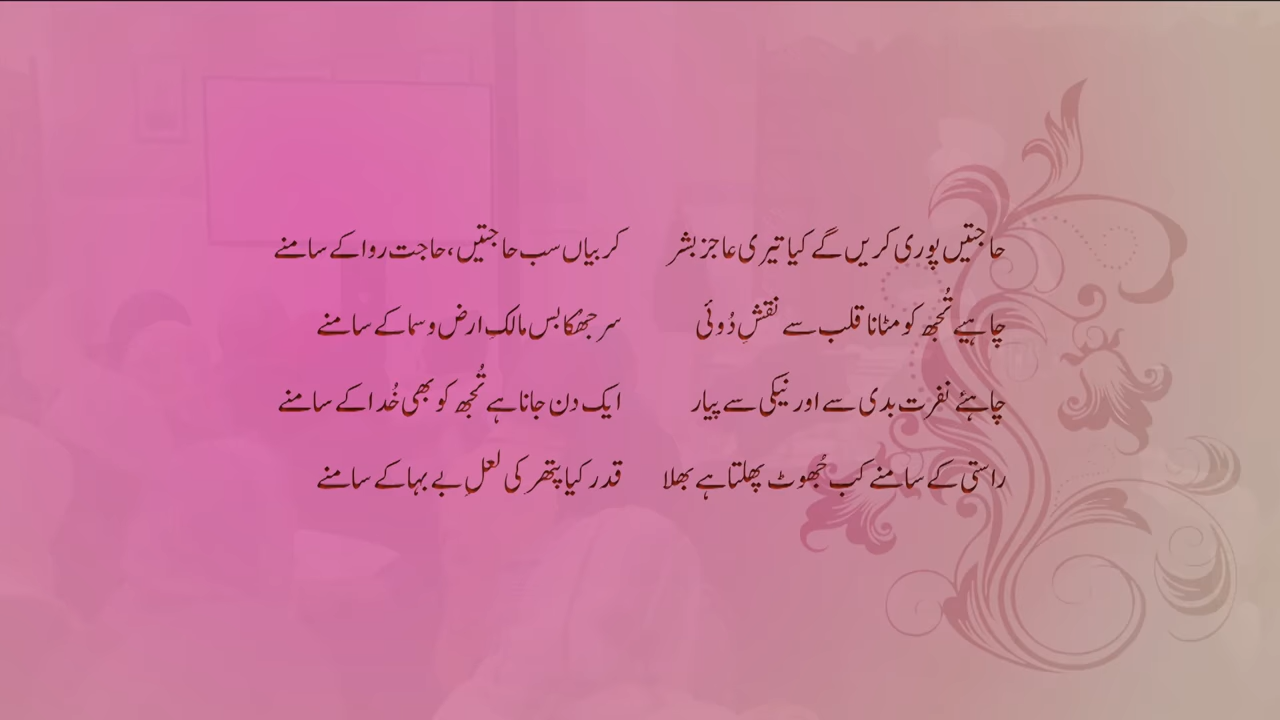 حاجتیں پوری کریں گے کیا تیری عاجز بشر کر بیاں سب حاجتیں، حاجت روا کے سامنے
چاہیے تُجھ کو مٹانا قلب سے نقشِ دُوئی سر جھکا بس مالکِ ارض و سما کے سامنے
چاہئے نفرت بدی سے اور نیکی سے پیار ایک دن جانا ہے تُجھ کو بھی خُدا کے سامنے
راستی کے سامنے کب جُھوٹ پھلتا ہے بھلا قدر کیا پتھر کی لعلِ بے بہا کے سامنے